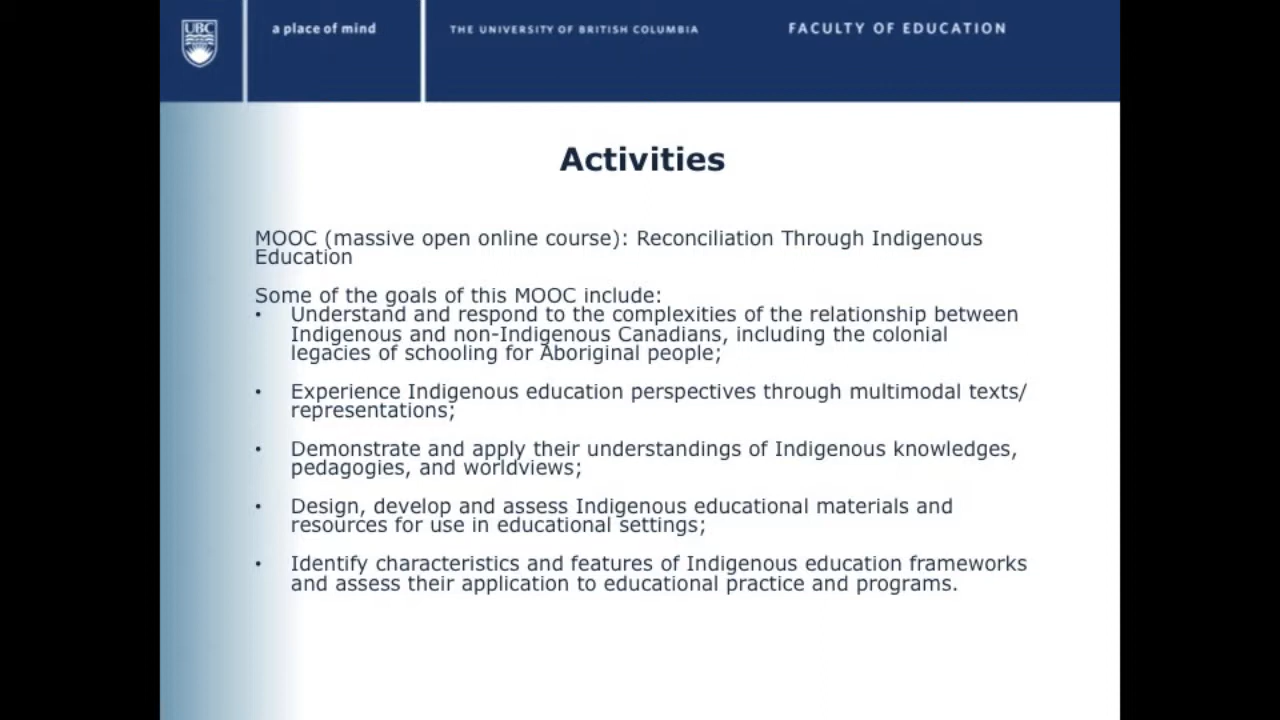 UBC
a place of mind
THE UNIVERSITY OF BRITISH COLUMBIA
FACULTY OF EDUCATION
Activities
MOOC (massive open online course): Reconciliation Through Indigenous
Education
Some of the goals of this MOOC include:
• Understand and respond to the complexities of the relationship between
Indigenous and non-Indigenous Canadians, including the colonial
legacies of schooling for Aboriginal people;
• Experience Indigenous education perspectives through multimodal texts/
representations;
• Demonstrate and apply their understandings of Indigenous knowledges,
pedagogies, and worldviews;
• Design, develop and assess Indigenous educational materials and
resources for use in educational settings;
• Identify characteristics and features of Indigenous education frameworks
and assess their application to educational practice and programs.